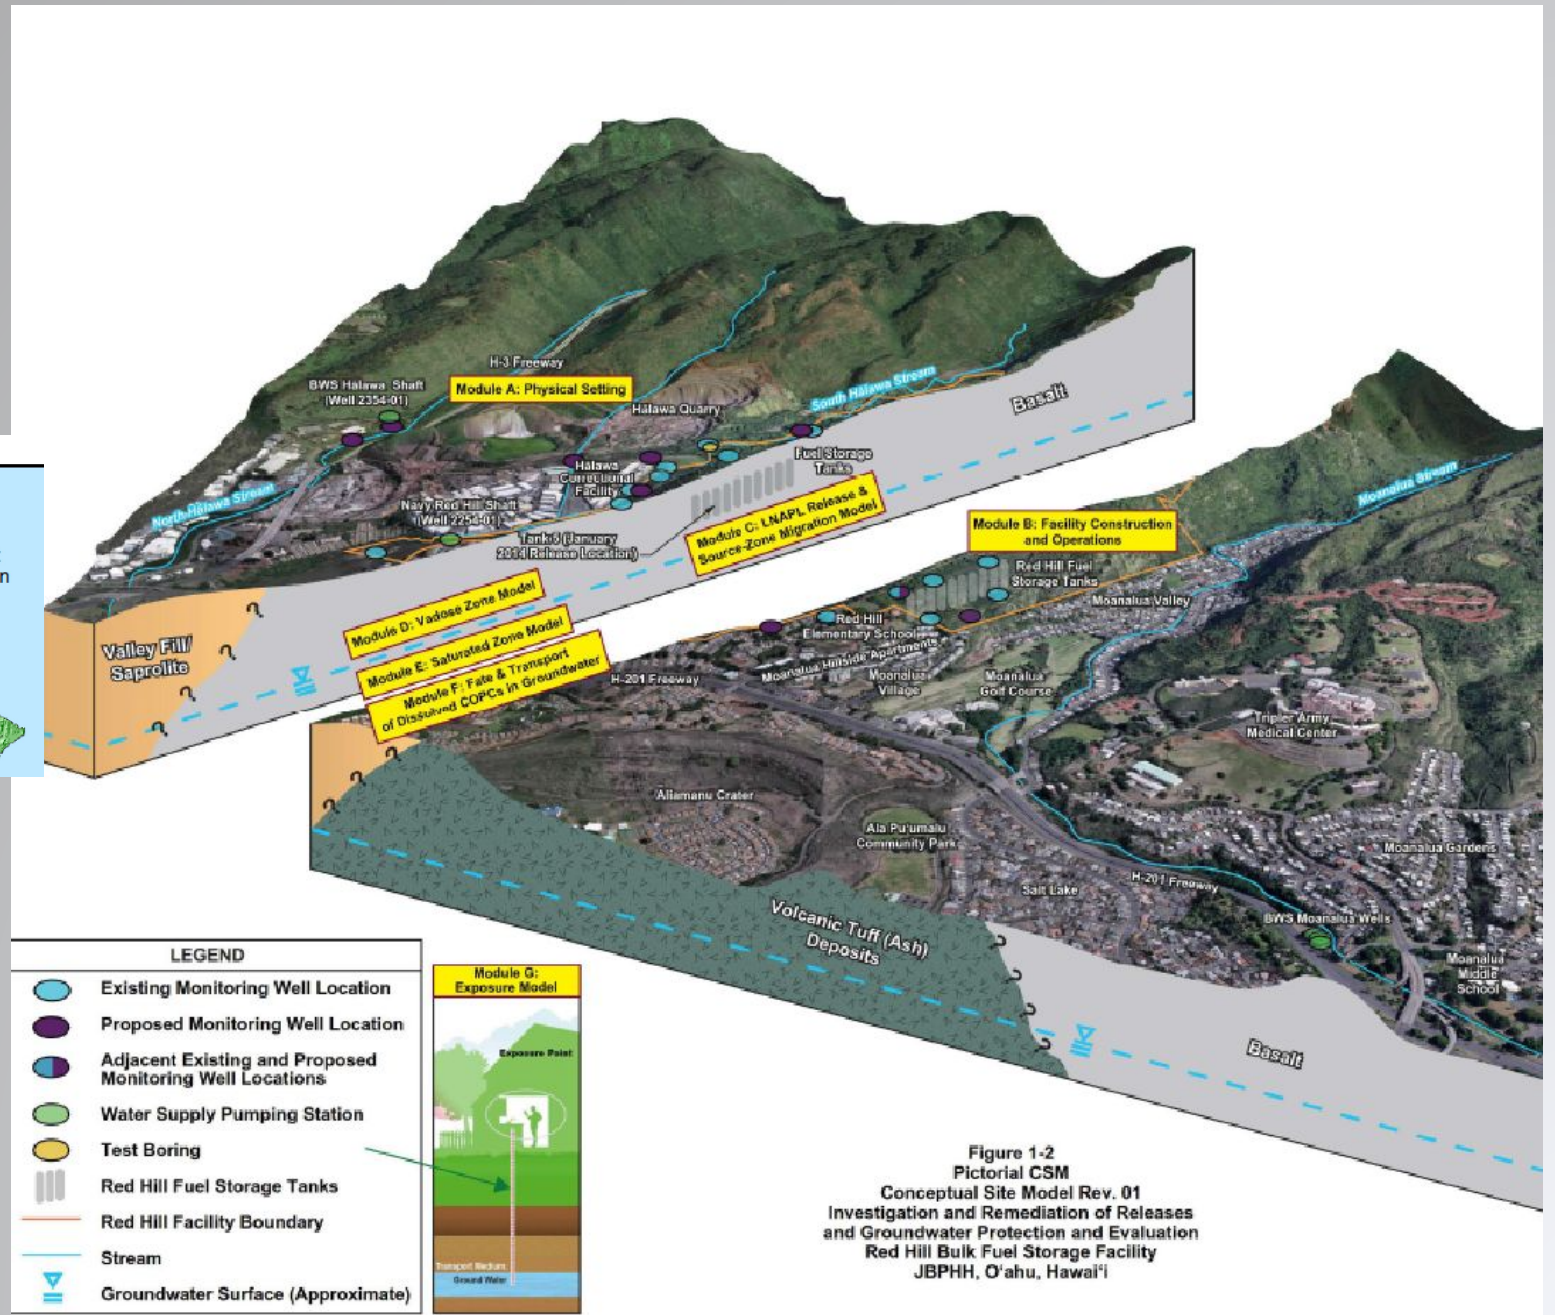 H-3 Freeway
BWS Hālawa Shaft
(Well 2354-01)
Module A: Physical Setting
Hālawa Quarry
South Hālawa Stream
Basalt
Fuel Storage
Tanks
Hālawa
Correctional
Facility
North Hālawa Stream
Navy Red Hill Shaft
(Well 2254-01)
Tank 5 (January
2014 Release Location)
Module C: LNAPL Release &
Source-Zone Migration Model
Moanalua Stream
Module B: Facility Construction
and Operations
n
Red Hill Fuel
Storage Tanks
Moanalua Valley
Module D: Vadose Zone Model
Module E: Saturated Zone Model
Module F: Fate & Transport
of Dissolved COPCs in Groundwater
Valley Fill/
Saprolite
Red Hill
Elementary School
Moanalua Hillside Apartments
H-201 Freeway
Moanalua
Village
Moanalua
Golf Course
Tripler Army
Medical Center
Aliamanu Crater
Ala Pu'umalu
Community Park
Moanalua Gardens
Salt Lake
H-201 Freeway
BWS Moanalua Wells
Moanalua
Middle
School
Volcanic Tuff (Ash)
Deposits
Basalt
LEGEND
Existing Monitoring Well Location
Proposed Monitoring Well Location
Adjacent Existing and Proposed
Monitoring Well Locations
Water Supply Pumping Station
Test Boring
Red Hill Fuel Storage Tanks
Red Hill Facility Boundary
Stream
Groundwater Surface (Approximate)
Module G:
Exposure Model
Exposure Point
Transport Medium
Ground Water
Figure 1-2
Pictorial CSM
Conceptual Site Model Rev. 01
Investigation and Remediation of Releases
and Groundwater Protection and Evaluation
Red Hill Bulk Fuel Storage Facility
JBPHH, O‘ahu, Hawai‘i